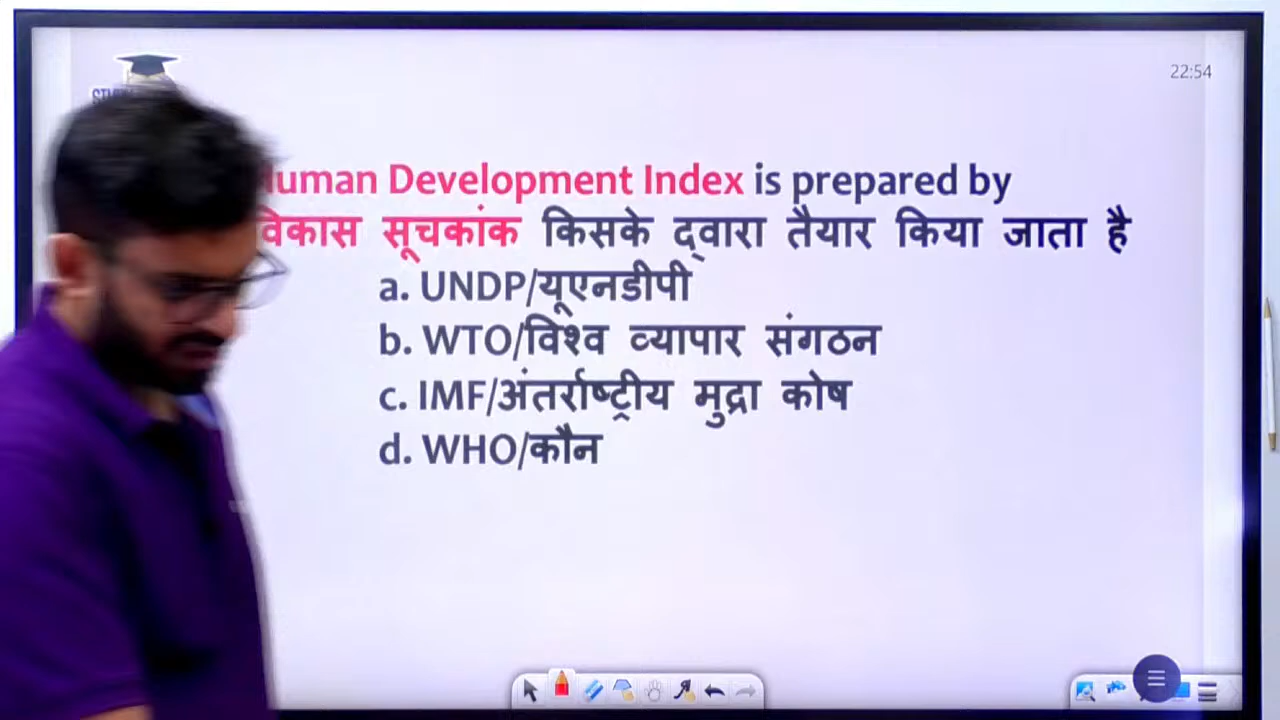 22:54
Human Development Index is prepared by
विकास सूचकांक किसके द्वारा तैयार किया जाता है
a. UNDP/यूएनडीपी
b. WTO/विश्व व्यापार संगठन
c. IMF/अंतर्राष्ट्रीय मुद्रा कोष
d. WHO/कौन